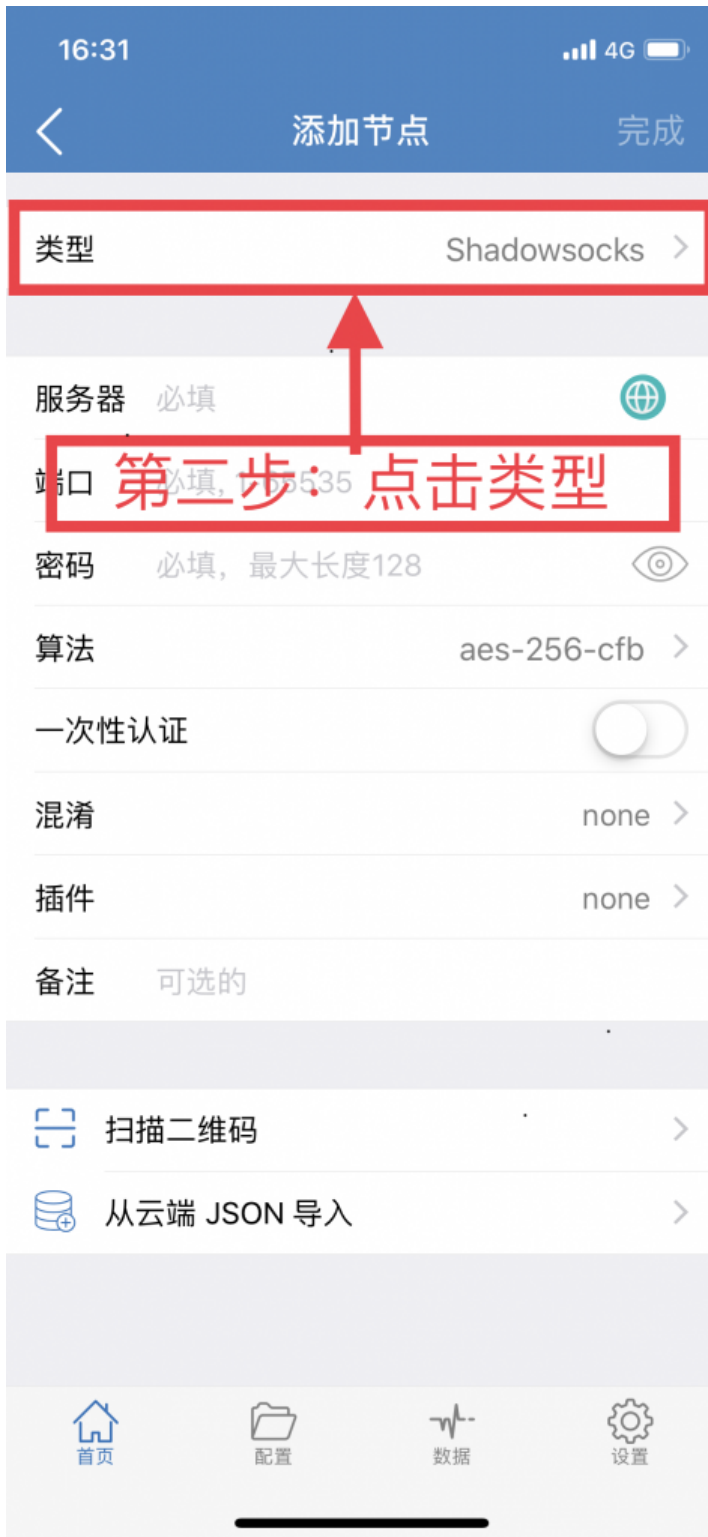 16:31 4G
添加节点 完成
类型 Shadowsocks
服务器 必填
端口 必填, 1-65535
第二步：点击类型
密码 必填，最大长度128
算法 aes-256-cfb
一次性认证
混淆 none
插件 none
备注 可选的
扫描二维码
从云端 JSON 导入
首页 配置 数据 设置